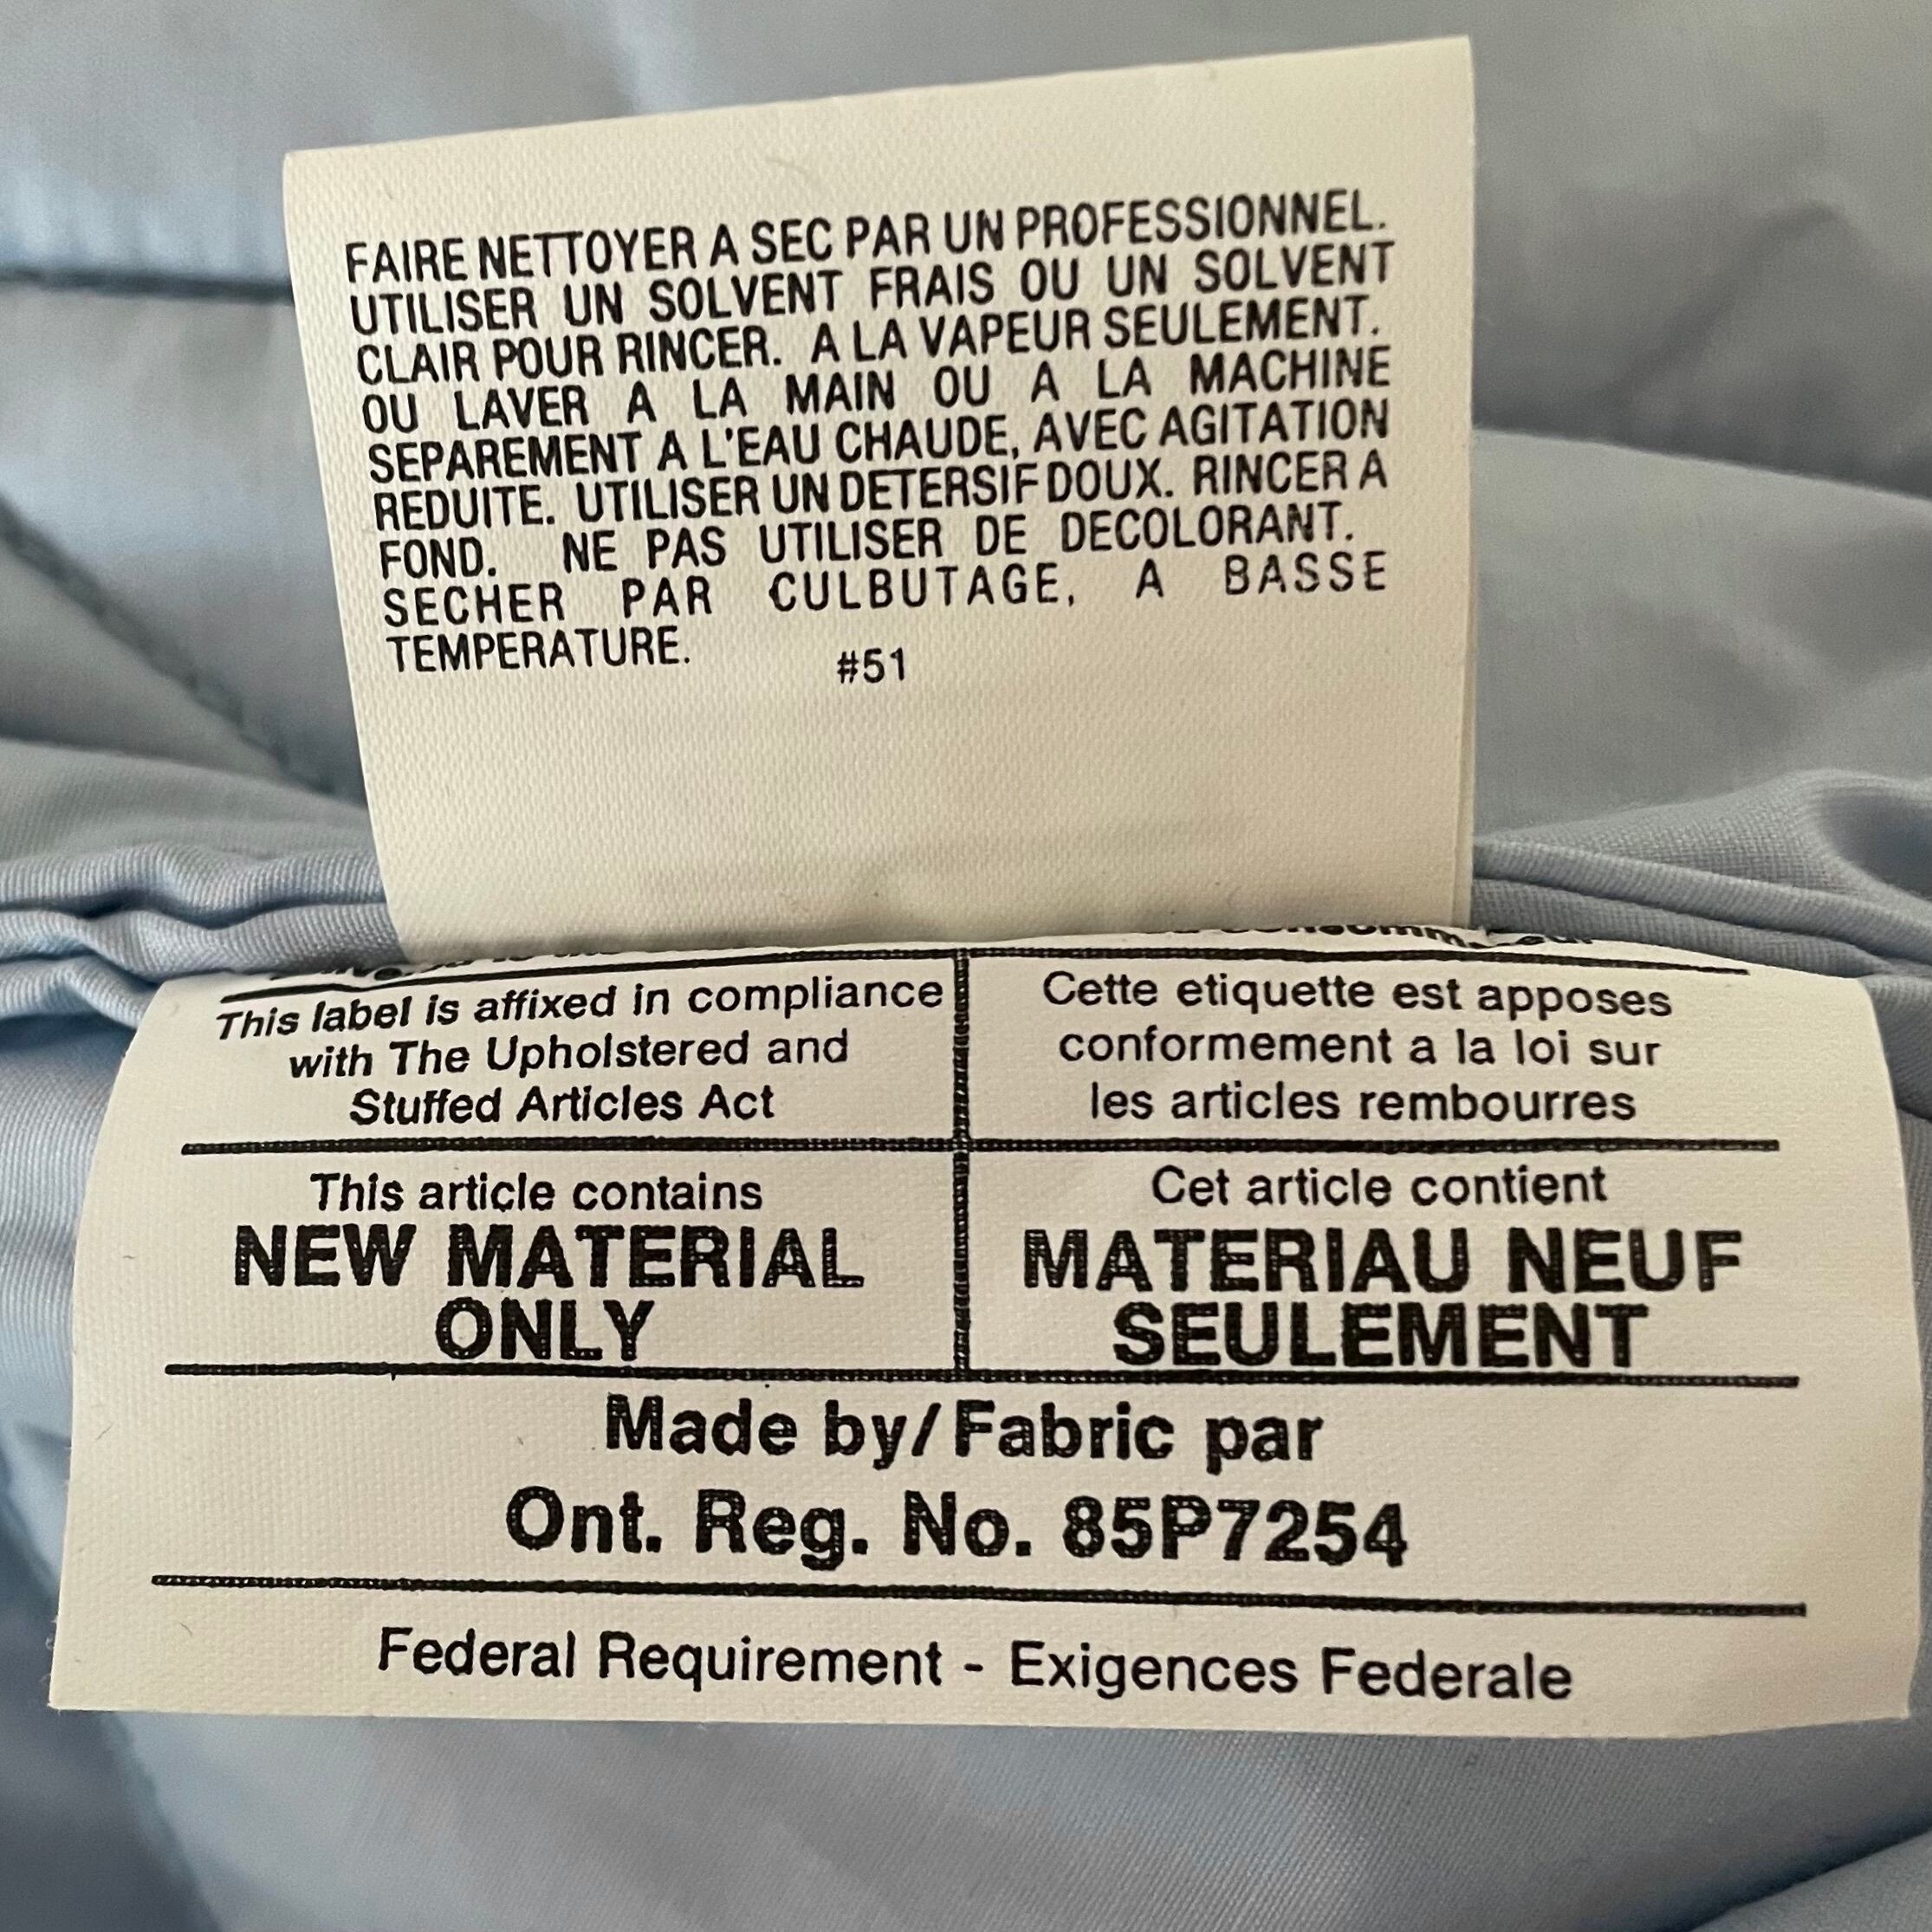 FAIRE NETTOYER A SEC PAR UN PROFESSIONNEL.
UTILISER UN SOLVENT FRAIS OU UN SOLVENT
CLAIR POUR RINCER. A LA VAPEUR SEULEMENT.
OU LAVER A LA MAIN OU A LA MACHINE
SEPAREMENT A L'EAU CHAUDE, AVEC AGITATION
REDUITE. UTILISER UN DETERSIF DOUX. RINCER A
FOND. NE PAS UTILISER DE DECOLORANT.
SECHER PAR CULBUTAGE, A BASSE
TEMPERATURE.
#51
This label is affixed in compliance
with The Upholstered and
Stuffed Articles Act
Cette etiquette est apposes
conformement a la loi sur
les articles rembourres
This article contains
NEW MATERIAL
ONLY
Cet article contient
MATERIAU NEUF
SEULEMENT
Made by/Fabric par
Ont. Reg. No. 85P7254
Federal Requirement - Exigences Federale